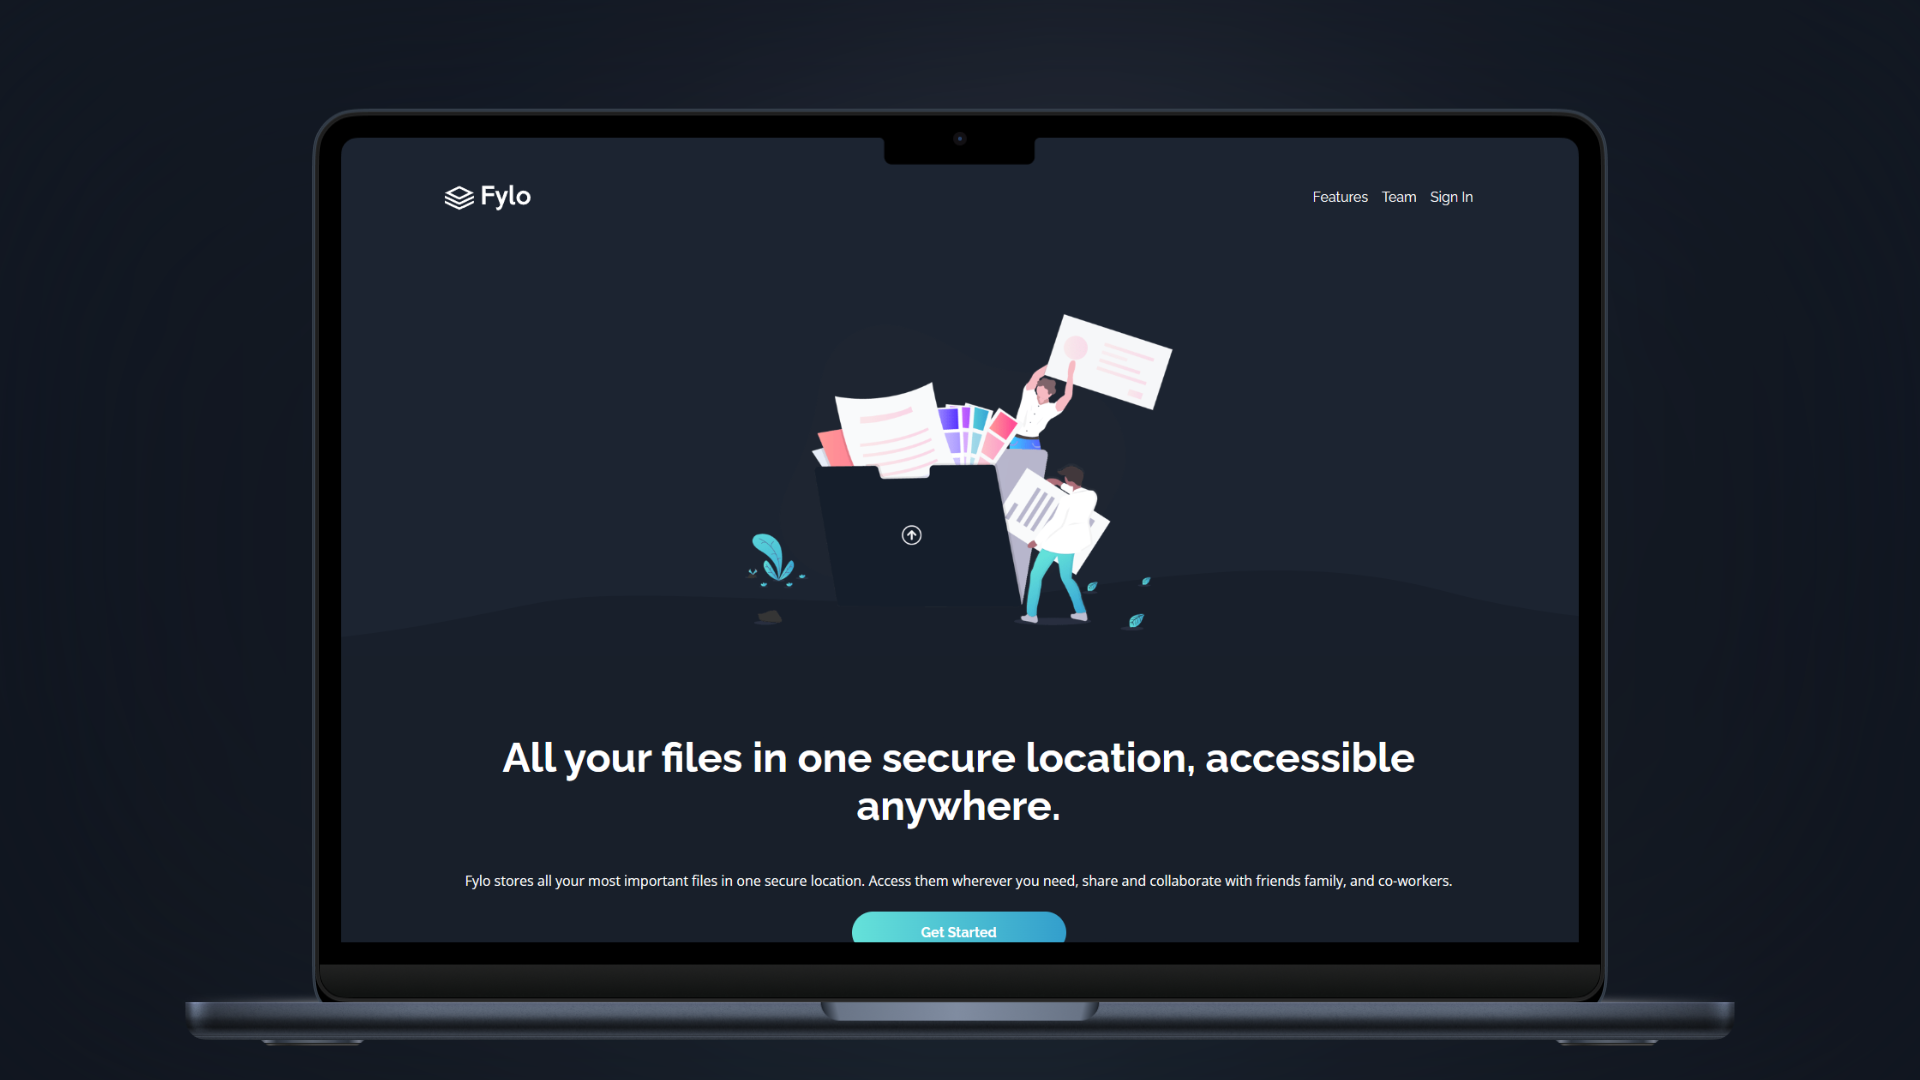 Fylo
Features Team Sign In
All your files in one secure location, accessible
anywhere.
Fylo stores all your most important files in one secure location. Access them wherever you need, share and collaborate with friends family, and co-workers.
Get Started